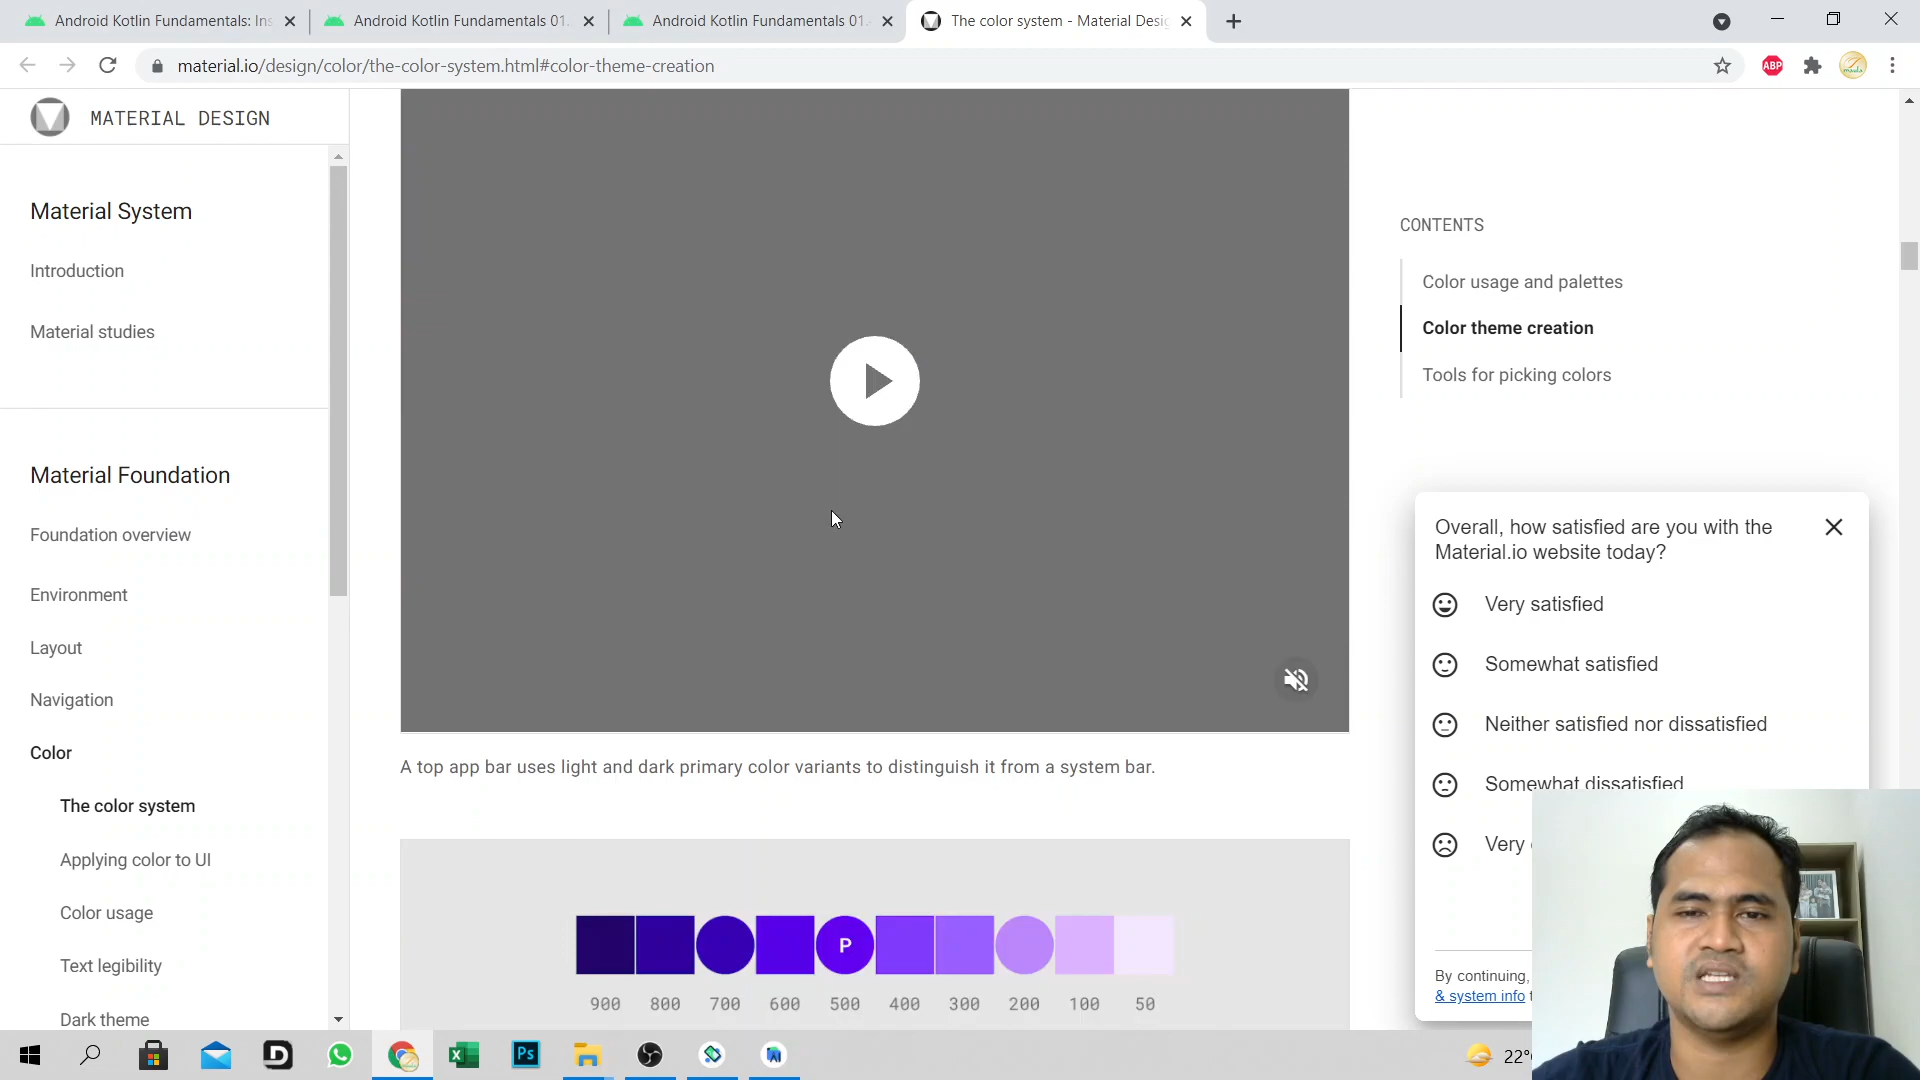 Android Kotlin Fundamentals: Ins
Android Kotlin Fundamentals 01.
Android Kotlin Fundamentals 01.
The color system - Material Desi
material.io/design/color/the-color-system.html#color-theme-creation
ABP
MATERIAL DESIGN
Material System
Introduction
Material studies
Material Foundation
Foundation overview
Environment
Layout
Navigation
Color
The color system
Applying color to UI
Color usage
Text legibility
Dark theme
A top app bar uses light and dark primary color variants to distinguish it from a system bar.
P
900 800 700 600 500 400 300 200 100 50
CONTENTS
Color usage and palettes
Color theme creation
Tools for picking colors
Overall, how satisfied are you with the
Material.io website today?
Very satisfied
Somewhat satisfied
Neither satisfied nor dissatisfied
Somewhat dissatisfied
Very
By continuing,
& system info
D
Ps
22°